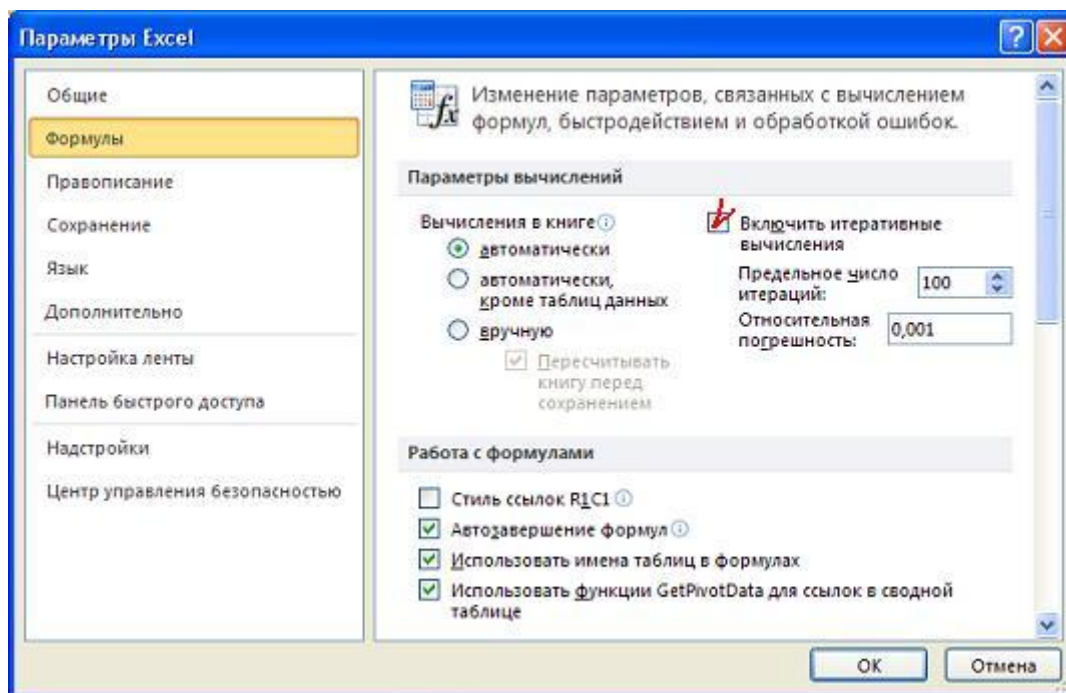 Параметры Excel
Общие
Формулы
Правописание
Сохранение
Язык
Дополнительно
Настройка ленты
Панель быстрого доступа
Надстройки
Центр управления безопасностью
Изменение параметров, связанных с вычислением
формул, быстродействием и обработкой ошибок.
Параметры вычислений
Вычисления в книге
автоматически
автоматически,
кроме таблиц данных
вручную
Пересчитывать
книгу перед
сохранением
Включить итеративные
вычисления
Предельное число
итераций:
100
Относительная
погрешность:
0,001
Работа с формулами
Стиль ссылок R1C1
Автозавершение формул
Использовать имена таблиц в формулах
Использовать функции GetPivotData для ссылок в сводной
таблице
ОК
Отмена